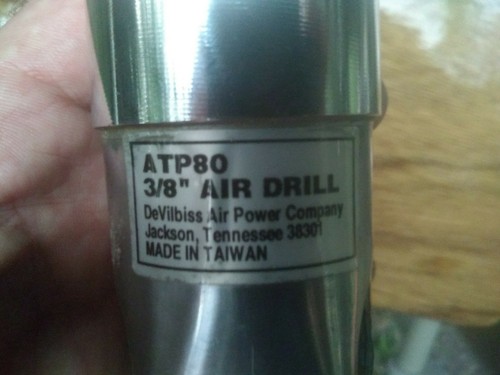 ATP80
3/8" AIR DRILL
DeVilbiss Air Power Company
Jackson, Tennessee 38301
MADE IN TAIWAN